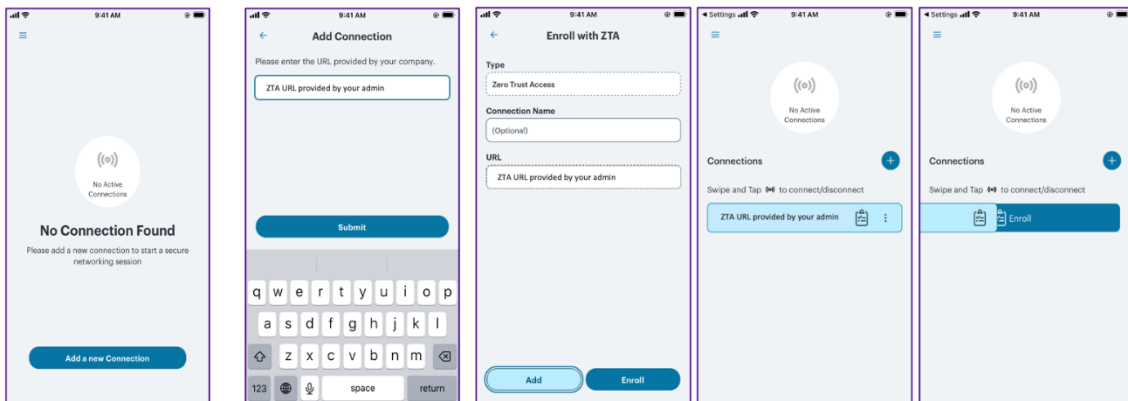 9:41 AM
No Active
Connections
No Connection Found
Please add a new connection to start a secure
networking session
Add a new Connection
9:41 AM
Add Connection
Please enter the URL provided by your company.
ZTA URL provided by your admin
Submit
q w e r t y u i o p
a s d f g h j k l
z x c v b n m
123 space return
9:41 AM
Enroll with ZTA
Type
Zero Trust Access
Connection Name
(Optional)
URL
ZTA URL provided by your admin
Add Enroll
Settings 9:41 AM
No Active
Connections
Connections
Swipe and Tap to connect/disconnect
ZTA URL provided by your admin
Settings 9:41 AM
No Active
Connections
Connections
Swipe and Tap to connect/disconnect
Enroll